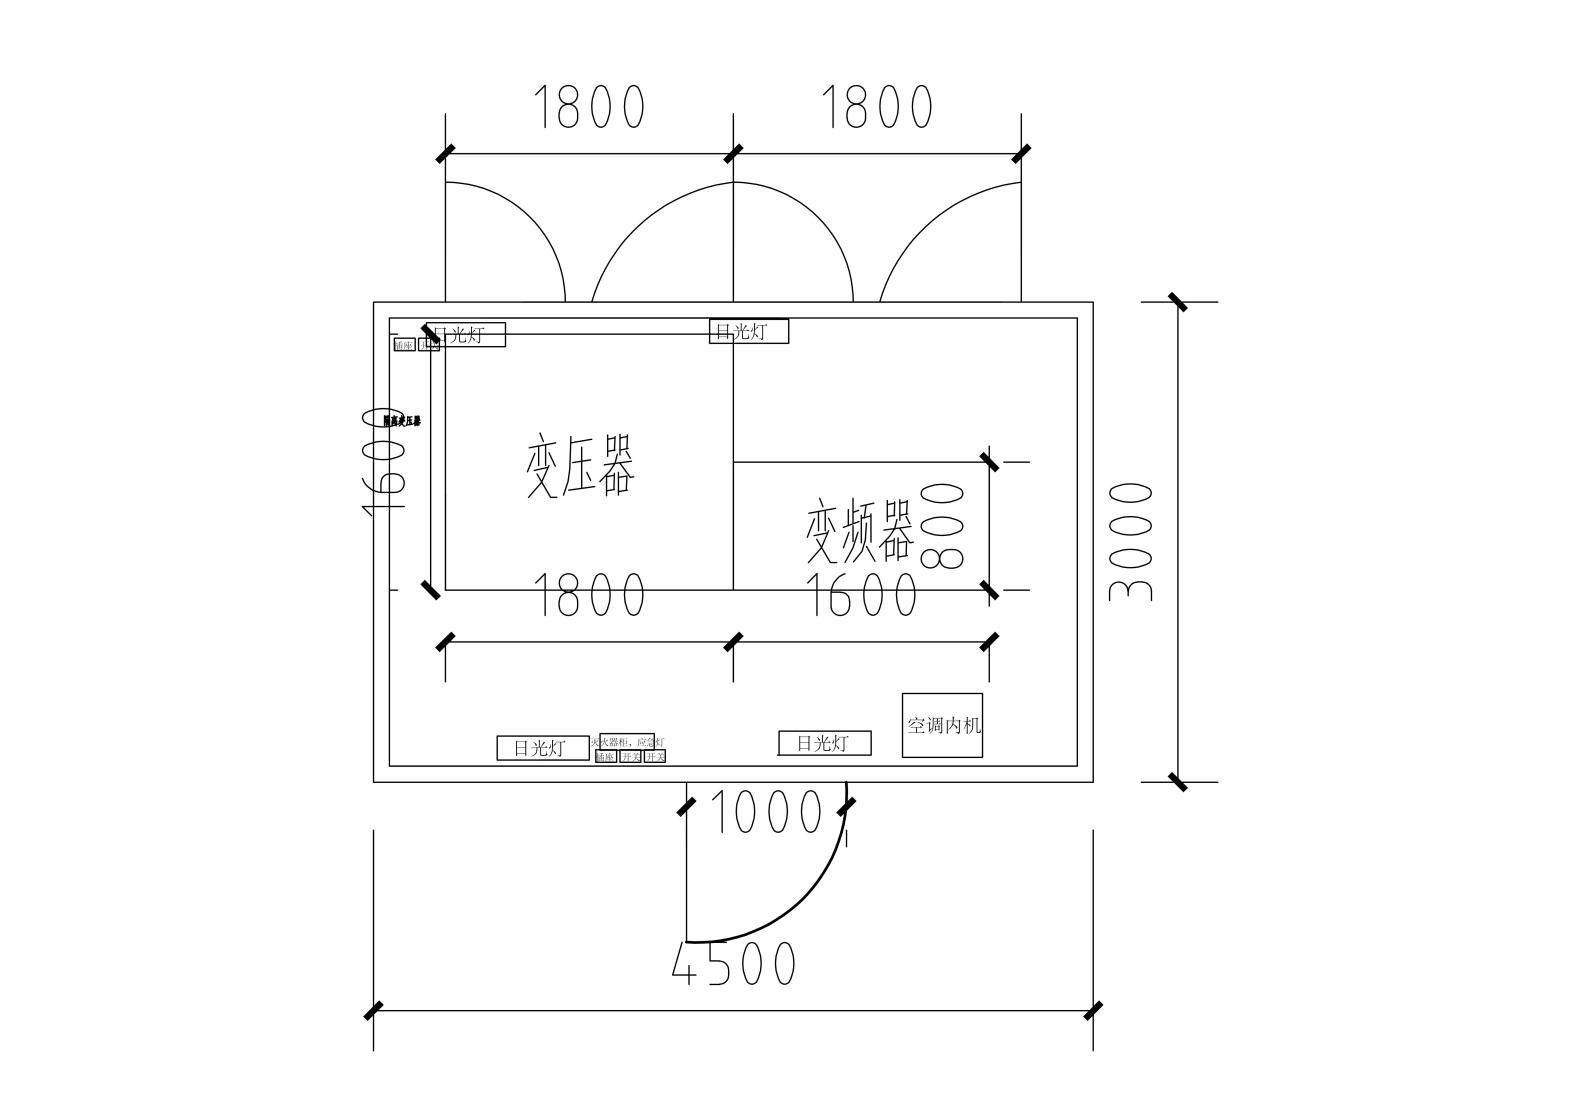 1800
1800
日光灯
日光灯
插座
开关
隔离变压器
1600
变压器
变频器
800
3000
1800
1600
空调内机
日光灯
灭火器柜，应急灯
日光灯
插座
开关
开关
1000
4500